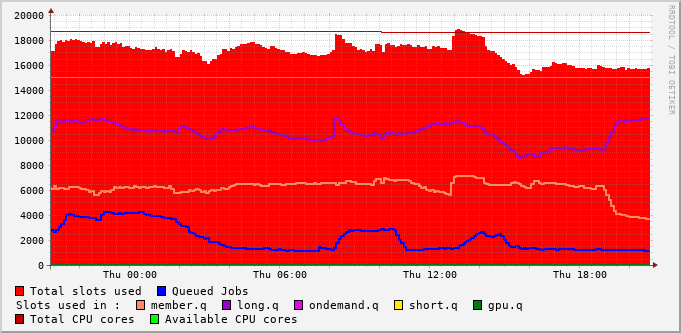 20000
18000
16000
14000
12000
10000
8000
6000
4000
2000
0
Thu 00:00 Thu 06:00 Thu 12:00 Thu 18:00
RRDTOOL / TOBI OETIKER
Total slots used Queued Jobs
Slots used in : member.q long.q ondemand.q short.q gpu.q
Total CPU cores Available CPU cores